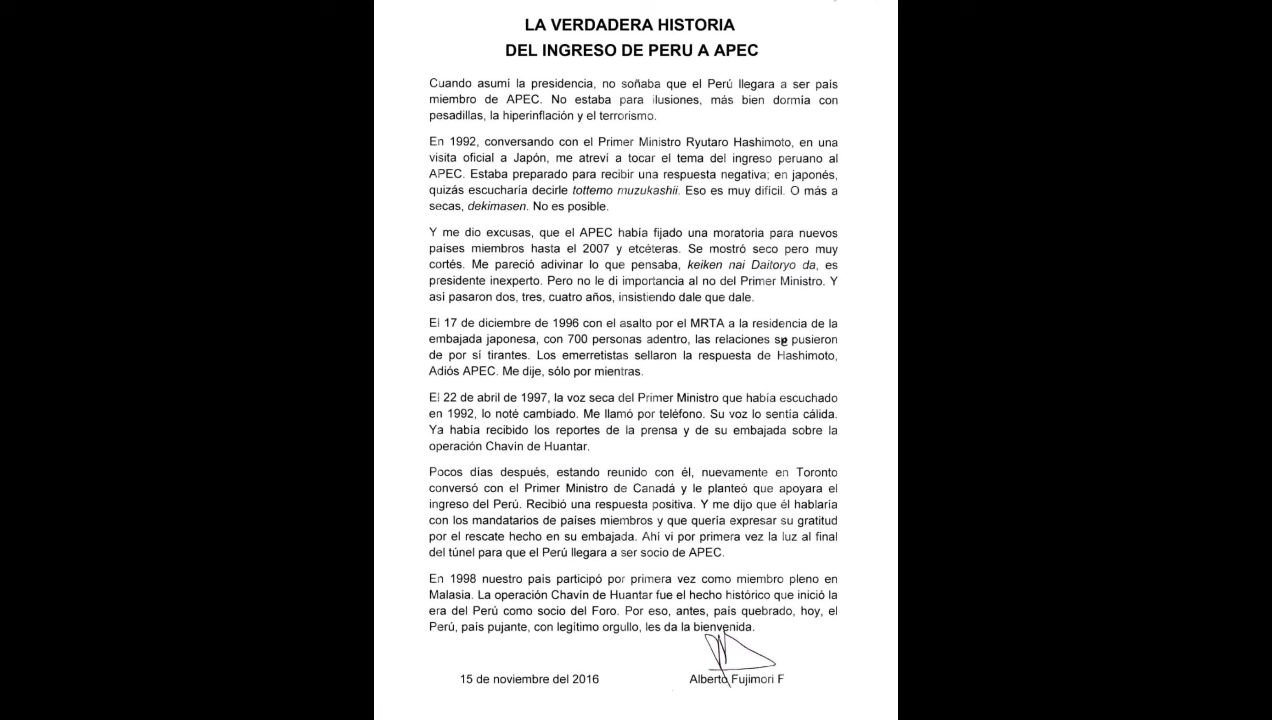 LA VERDADERA HISTORIA
DEL INGRESO DE PERU A APEC
Cuando asumí la presidencia, no soñaba que el Perú llegara a ser país
miembro de APEC. No estaba para ilusiones, más bien dormía con
pesadillas, la hiperinflación y el terrorismo.
En 1992, conversando con el Primer Ministro Ryutaro Hashimoto, en una
visita oficial a Japón, me atreví a tocar el tema del ingreso peruano al
APEC. Estaba preparado para recibir una respuesta negativa; en japonés,
quizás escucharía decirle tottemo muzukashii. Eso es muy difícil. O más a
secas, dekimasen. No es posible.
Y me dio excusas, que el APEC había fijado una moratoria para nuevos
países miembros hasta el 2007 y etcéteras. Se mostró seco pero muy
cortés. Me pareció adivinar lo que pensaba, keiken nai Daitoryo da, es
presidente inexperto. Pero no le di importancia al no del Primer Ministro. Y
así pasaron dos, tres, cuatro años, insistiendo dale que dale.
El 17 de diciembre de 1996 con el asalto por el MRTA a la residencia de la
embajada japonesa, con 700 personas adentro, las relaciones se pusieron
de por sí tirantes. Los emerretistas sellaron la respuesta de Hashimoto,
Adiós APEC. Me dije, sólo por mientras.
El 22 de abril de 1997, la voz seca del Primer Ministro que había escuchado
en 1992, lo noté cambiado. Me llamó por teléfono. Su voz lo sentía cálida.
Ya había recibido los reportes de la prensa y de su embajada sobre la
operación Chavín de Huantar.
Pocos días después, estando reunido con él, nuevamente en Toronto
conversó con el Primer Ministro de Canadá y le planteó que apoyara el
ingreso del Perú. Recibió una respuesta positiva. Y me dijo que él hablaría
con los mandatarios de países miembros y que quería expresar su gratitud
por el rescate hecho en su embajada. Ahí vi por primera vez la luz al final
del túnel para que el Perú llegara a ser socio de APEC.
En 1998 nuestro país participó por primera vez como miembro pleno en
Malasia. La operación Chavín de Huantar fue el hecho histórico que inició la
era del Perú como socio del Foro. Por eso, antes, país quebrado, hoy, el
Perú, país pujante, con legítimo orgullo, les da la bienvenida.
15 de noviembre del 2016 Alberto Fujimori F